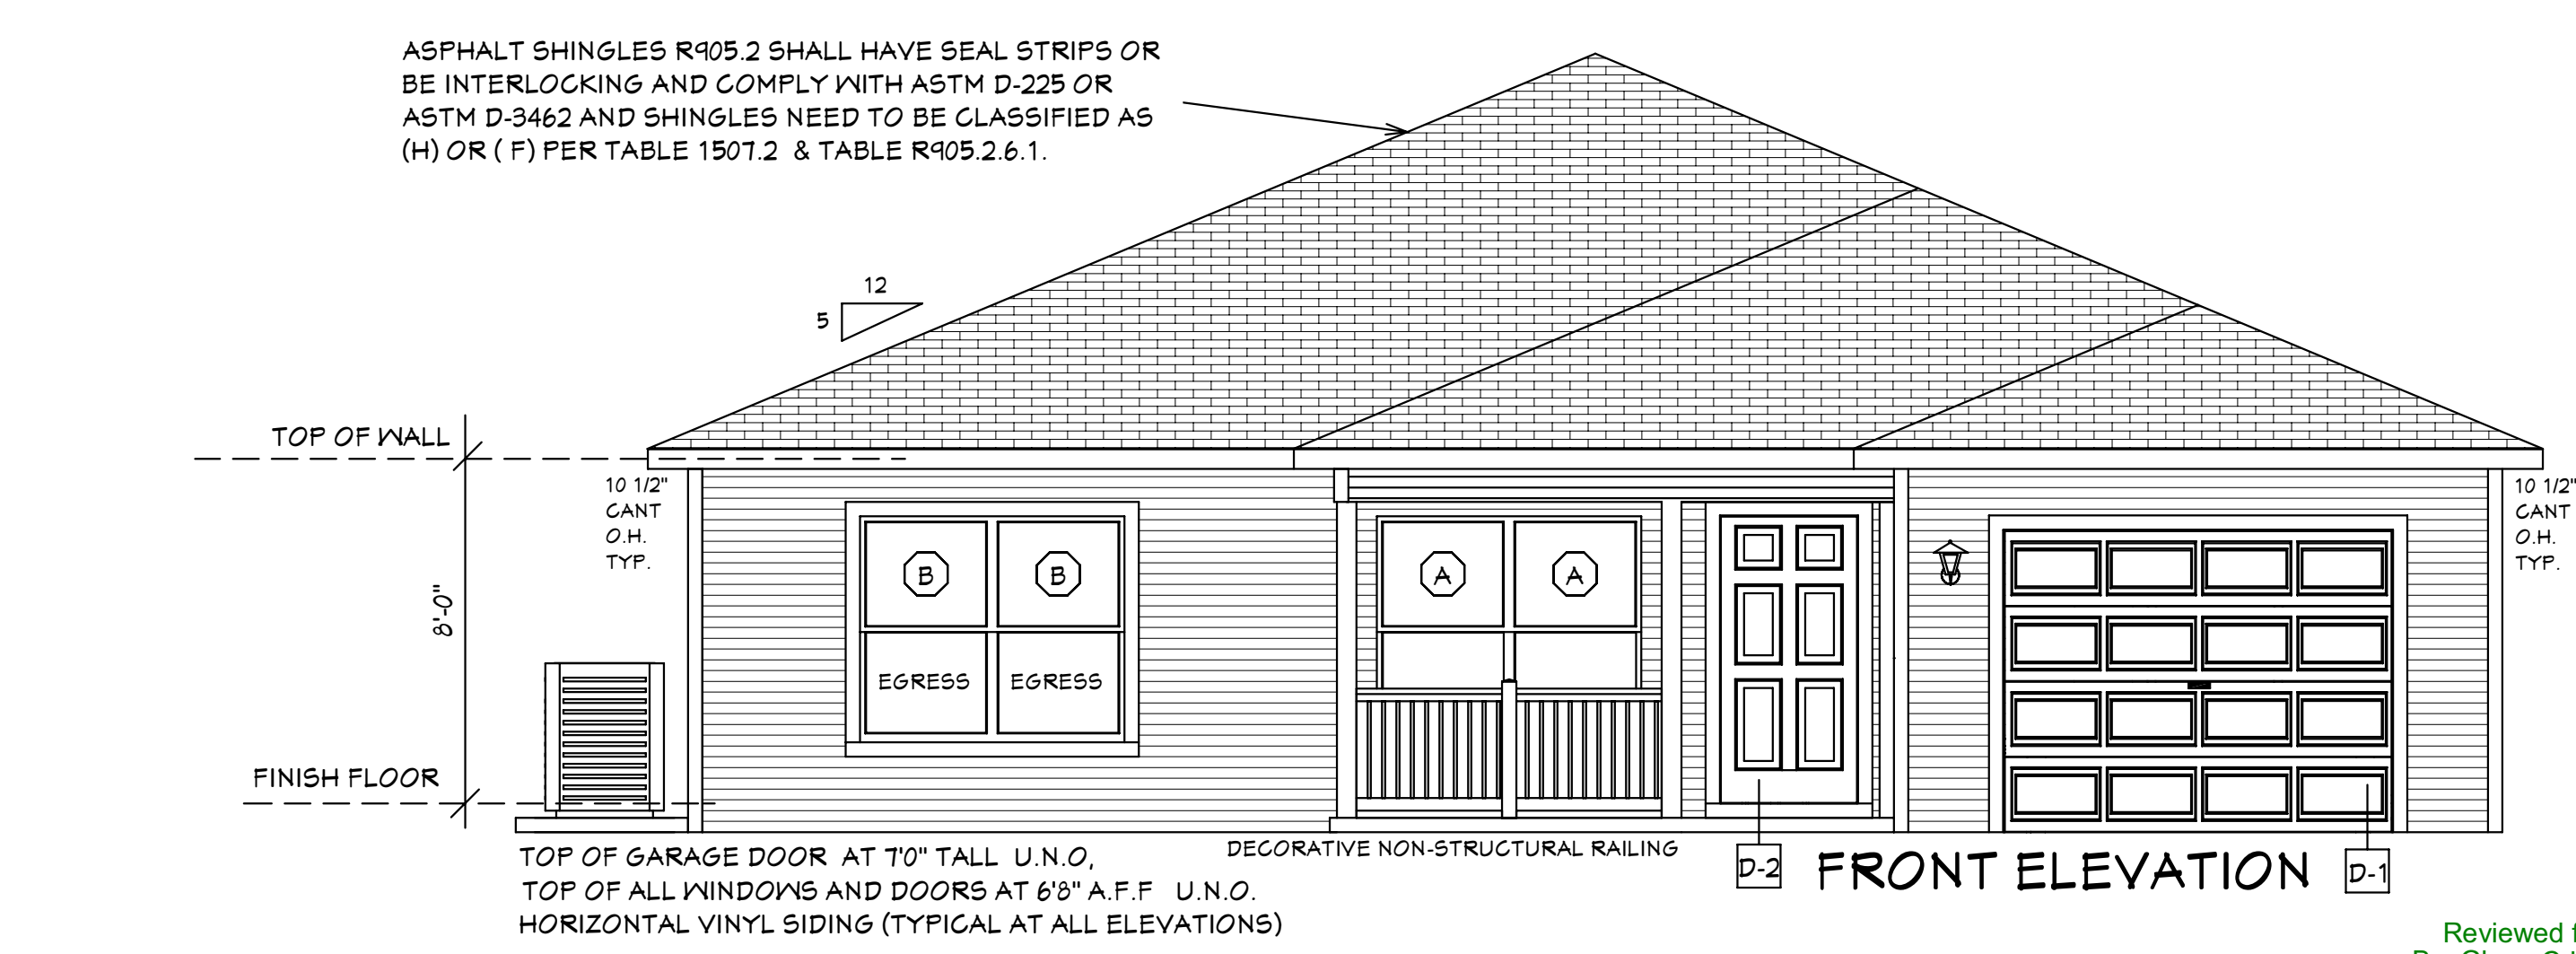 ASPHALT SHINGLES R905.2 SHALL HAVE SEAL STRIPS OR
BE INTERLOCKING AND COMPLY WITH ASTM D-225 OR
ASTM D-3462 AND SHINGLES NEED TO BE CLASSIFIED AS
(H) OR ( F) PER TABLE 1507.2 & TABLE R905.2.6.1.
12
5
TOP OF WALL
10 1/2"
CANT
O.H.
TYP.
10 1/2"
CANT
O.H.
TYP.
8'-0"
B
B
A
A
EGRESS
EGRESS
FINISH FLOOR
TOP OF GARAGE DOOR AT 7'0" TALL U.N.O,
TOP OF ALL WINDOWS AND DOORS AT 6'8" A.F.F U.N.O.
HORIZONTAL VINYL SIDING (TYPICAL AT ALL ELEVATIONS)
DECORATIVE NON-STRUCTURAL RAILING
D-2
FRONT ELEVATION
D-1
Reviewed f